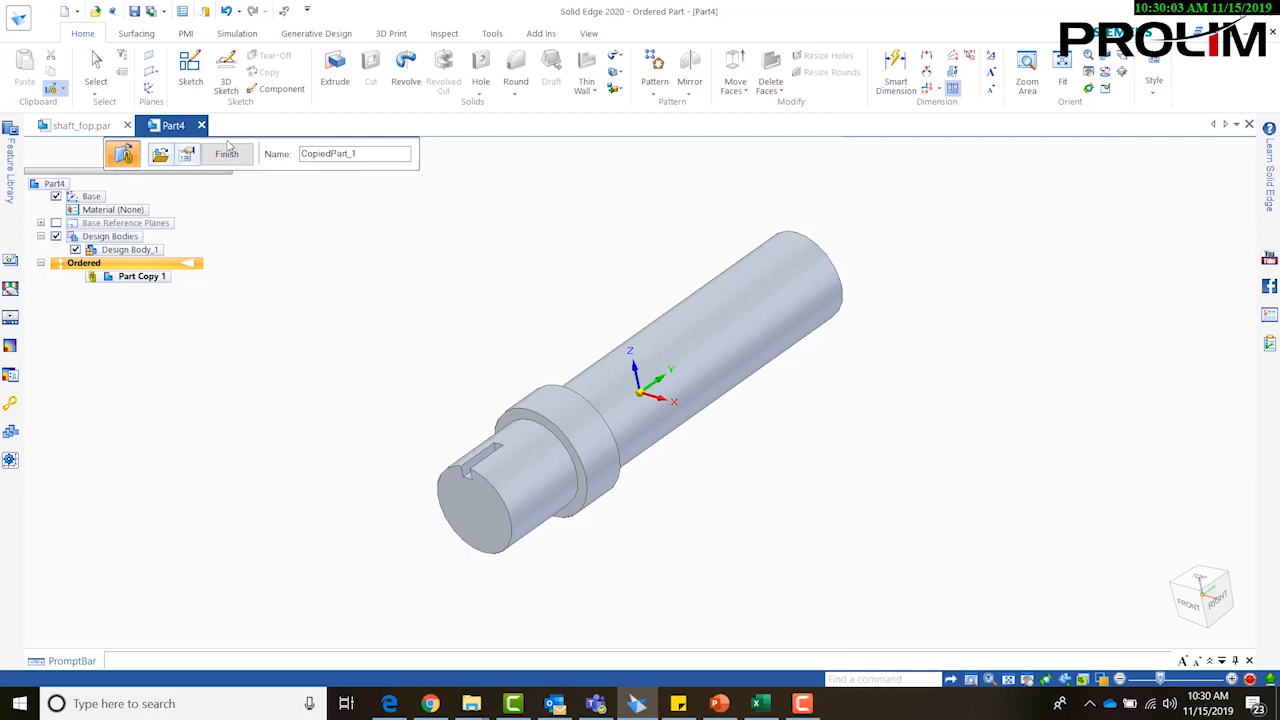 10:30:03 AM 11/15/2019
Solid Edge 2020 - Ordered Part - [Part4]
PROLIM
Home
Surfacing
PMI
Simulation
Generative Design
3D Print
Inspect
Tools
Add Ins
View
Paste
Clipboard
Select
Select
Planes
Sketch
3D
Sketch
Tear-Off
Copy
Component
Sketch
Extrude
Cut
Revolve
Revolved
Cut
Hole
Round
Draft
Thin
Wall
Solids
Pattern
Mirror
Pattern
Move
Faces
Delete
Faces
Resize Holes
Resize Rounds
Modify
Smart
Dimension
Dimension
Zoom
Area
Fit
Orient
Style
shaft_fop.par
Part4
Finish
Name:
CopiedPart_1
Feature Library
Learn Solid Edge
Part4
Base
Material (None)
Base Reference Planes
Design Bodies
Design Body_1
Ordered
Part Copy 1
Z
Y
X
TOP
FRONT
RIGHT
You
Tube
PromptBar
Find a command
Type here to search
10:30 AM
11/15/2019
23